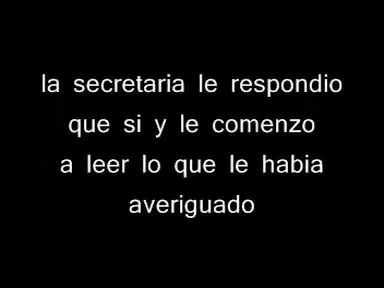 la secretaria le respondio
que si y le comenzo
a leer lo que le habia
averiguado